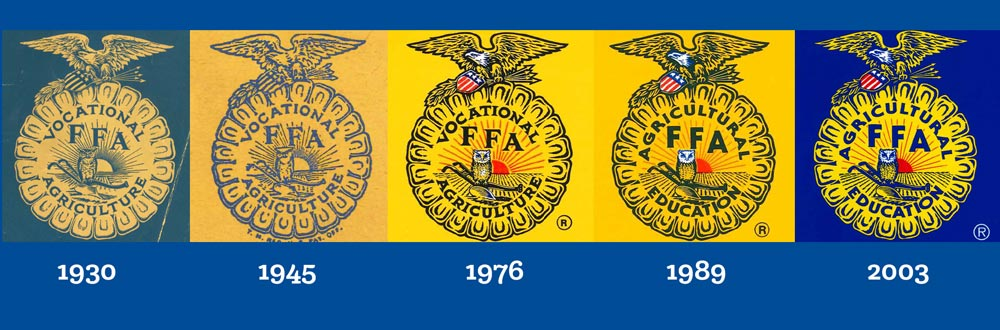 VOCATIONAL
FFA
AGRICULTURE
VOCATIONAL
FFA
AGRICULTURE
VOCATIONAL
FFA
AGRICULTURE
®
AGRICULTURAL
FFA
EDUCATION
®
AGRICULTURAL
FFA
EDUCATION
®
1930 1945 1976 1989 2003